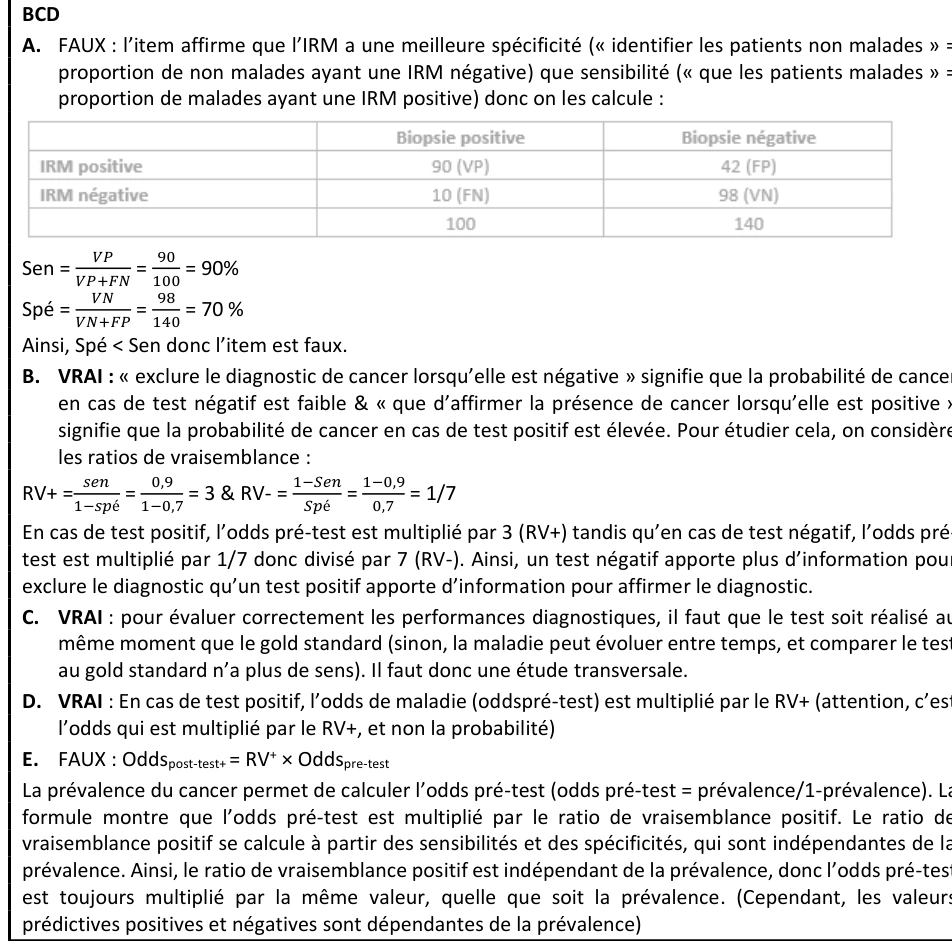 BCD
A. FAUX : l'item affirme que l'IRM a une meilleure spécificité (« identifier les patients non malades » =
proportion de non malades ayant une IRM négative) que sensibilité (« que les patients malades » =
proportion de malades ayant une IRM positive) donc on les calcule :
Biopsie positive Biopsie négative
IRM positive 90 (VP) 42 (FP)
IRM négative 10 (FN) 98 (VN)
100 140
Sen = VP/(VP+FN) = 90/100 = 90%
Spé = VN/(VN+FP) = 98/140 = 70 %
Ainsi, Spé < Sen donc l'item est faux.
B. VRAI : « exclure le diagnostic de cancer lorsqu'elle est négative » signifie que la probabilité de cancer
en cas de test négatif est faible & « que d'affirmer la présence de cancer lorsqu'elle est positive »
signifie que la probabilité de cancer en cas de test positif est élevée. Pour étudier cela, on considère
les ratios de vraisemblance :
RV+ = sen/(1−spé) = 0,9/(1−0,7) = 3 & RV- = (1−Sen)/Spé = (1−0,9)/0,7 = 1/7
En cas de test positif, l'odds pré-test est multiplié par 3 (RV+) tandis qu'en cas de test négatif, l'odds pré-
test est multiplié par 1/7 donc divisé par 7 (RV-). Ainsi, un test négatif apporte plus d'information pour
exclure le diagnostic qu'un test positif apporte d'information pour affirmer le diagnostic.
C. VRAI : pour évaluer correctement les performances diagnostiques, il faut que le test soit réalisé au
même moment que le gold standard (sinon, la maladie peut évoluer entre temps, et comparer le test
au gold standard n'a plus de sens). Il faut donc une étude transversale.
D. VRAI : En cas de test positif, l'odds de maladie (oddspré-test) est multiplié par le RV+ (attention, c'est
l'odds qui est multiplié par le RV+, et non la probabilité)
E. FAUX : Odds post-test+ = RV⁺ × Odds pre-test
La prévalence du cancer permet de calculer l'odds pré-test (odds pré-test = prévalence/1-prévalence). La
formule montre que l'odds pré-test est multiplié par le ratio de vraisemblance positif. Le ratio de
vraisemblance positif se calcule à partir des sensibilités et des spécificités, qui sont indépendantes de la
prévalence. Ainsi, le ratio de vraisemblance positif est indépendant de la prévalence, donc l'odds pré-test
est toujours multiplié par la même valeur, quelle que soit la prévalence. (Cependant, les valeurs
prédictives positives et négatives sont dépendantes de la prévalence)